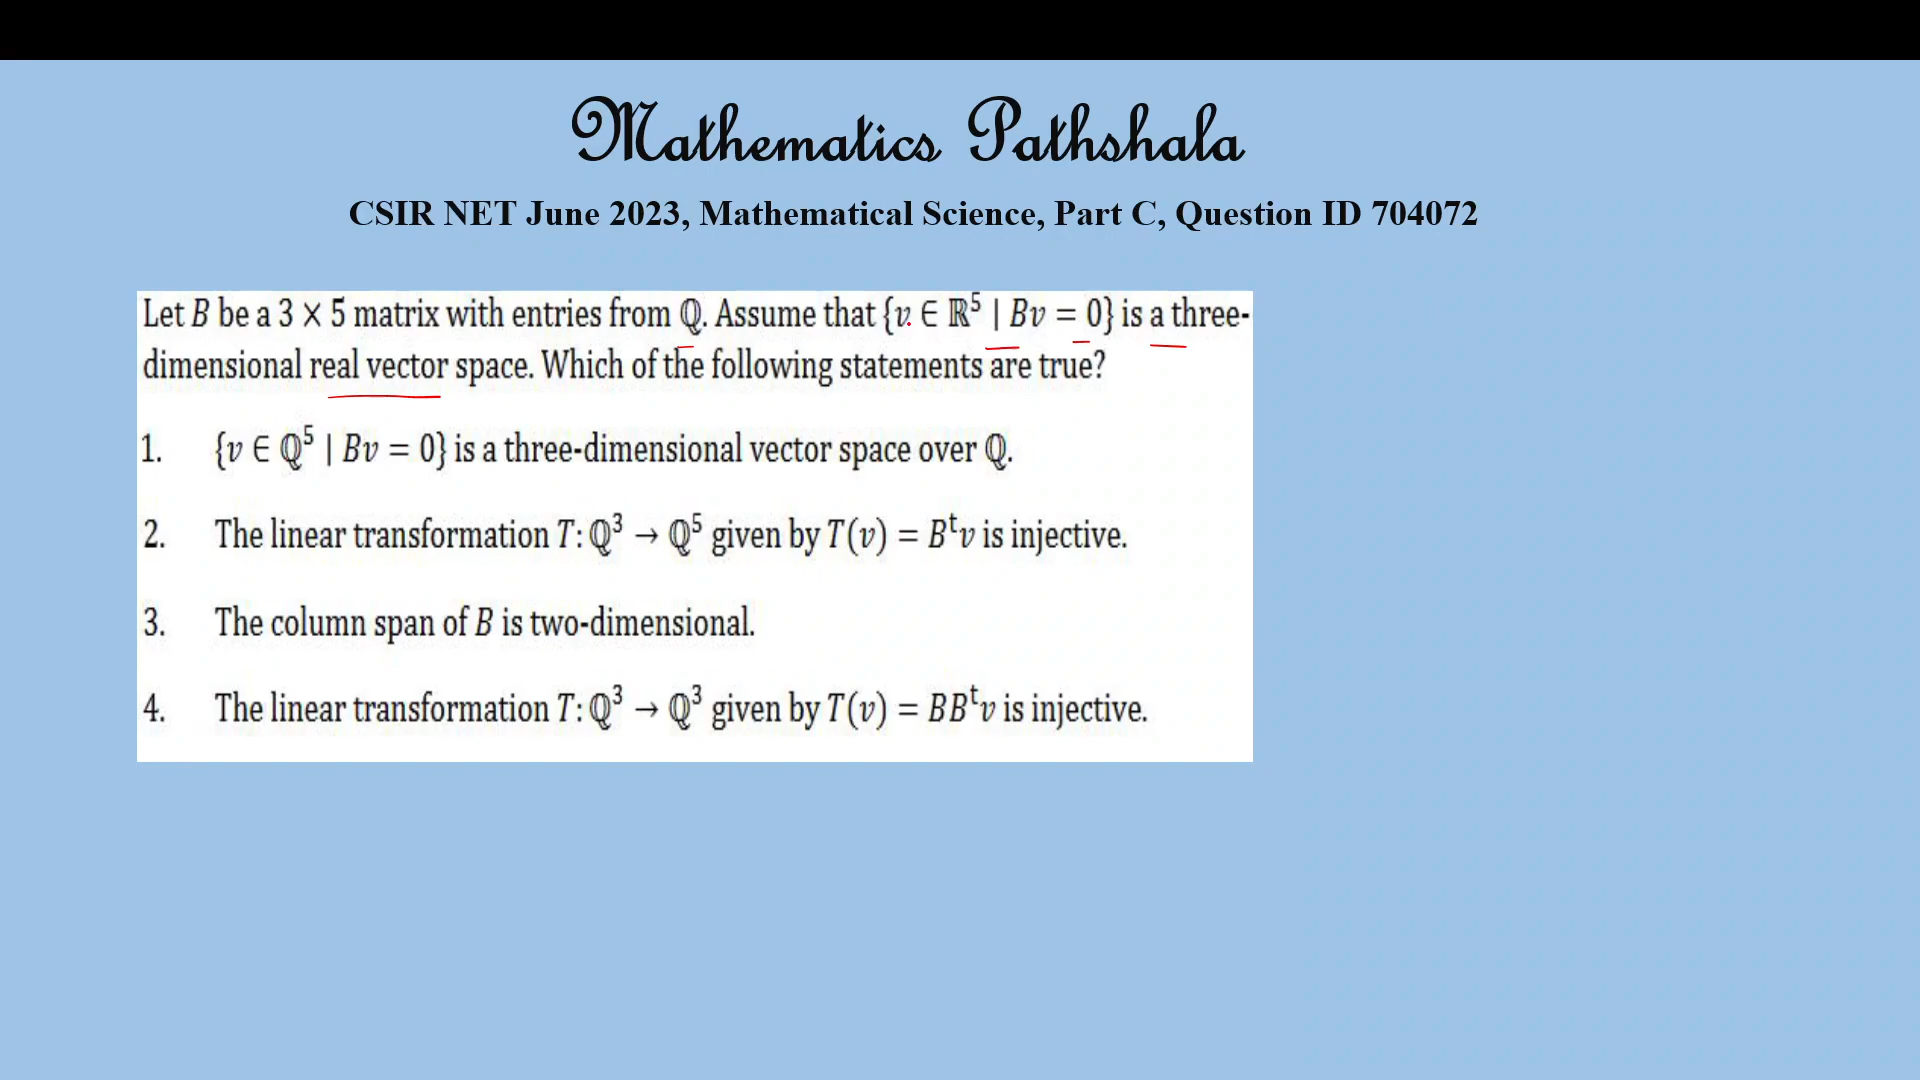 Mathematics Pathshala
CSIR NET June 2023, Mathematical Science, Part C, Question ID 704072
Let B be a 3 × 5 matrix with entries from ℚ. Assume that {v ∈ ℝ⁵ | Bv = 0} is a three-
dimensional real vector space. Which of the following statements are true?
1. {v ∈ ℚ⁵ | Bv = 0} is a three-dimensional vector space over ℚ.
2. The linear transformation T: ℚ³ → ℚ⁵ given by T(v) = Bᵗv is injective.
3. The column span of B is two-dimensional.
4. The linear transformation T: ℚ³ → ℚ³ given by T(v) = BBᵗv is injective.